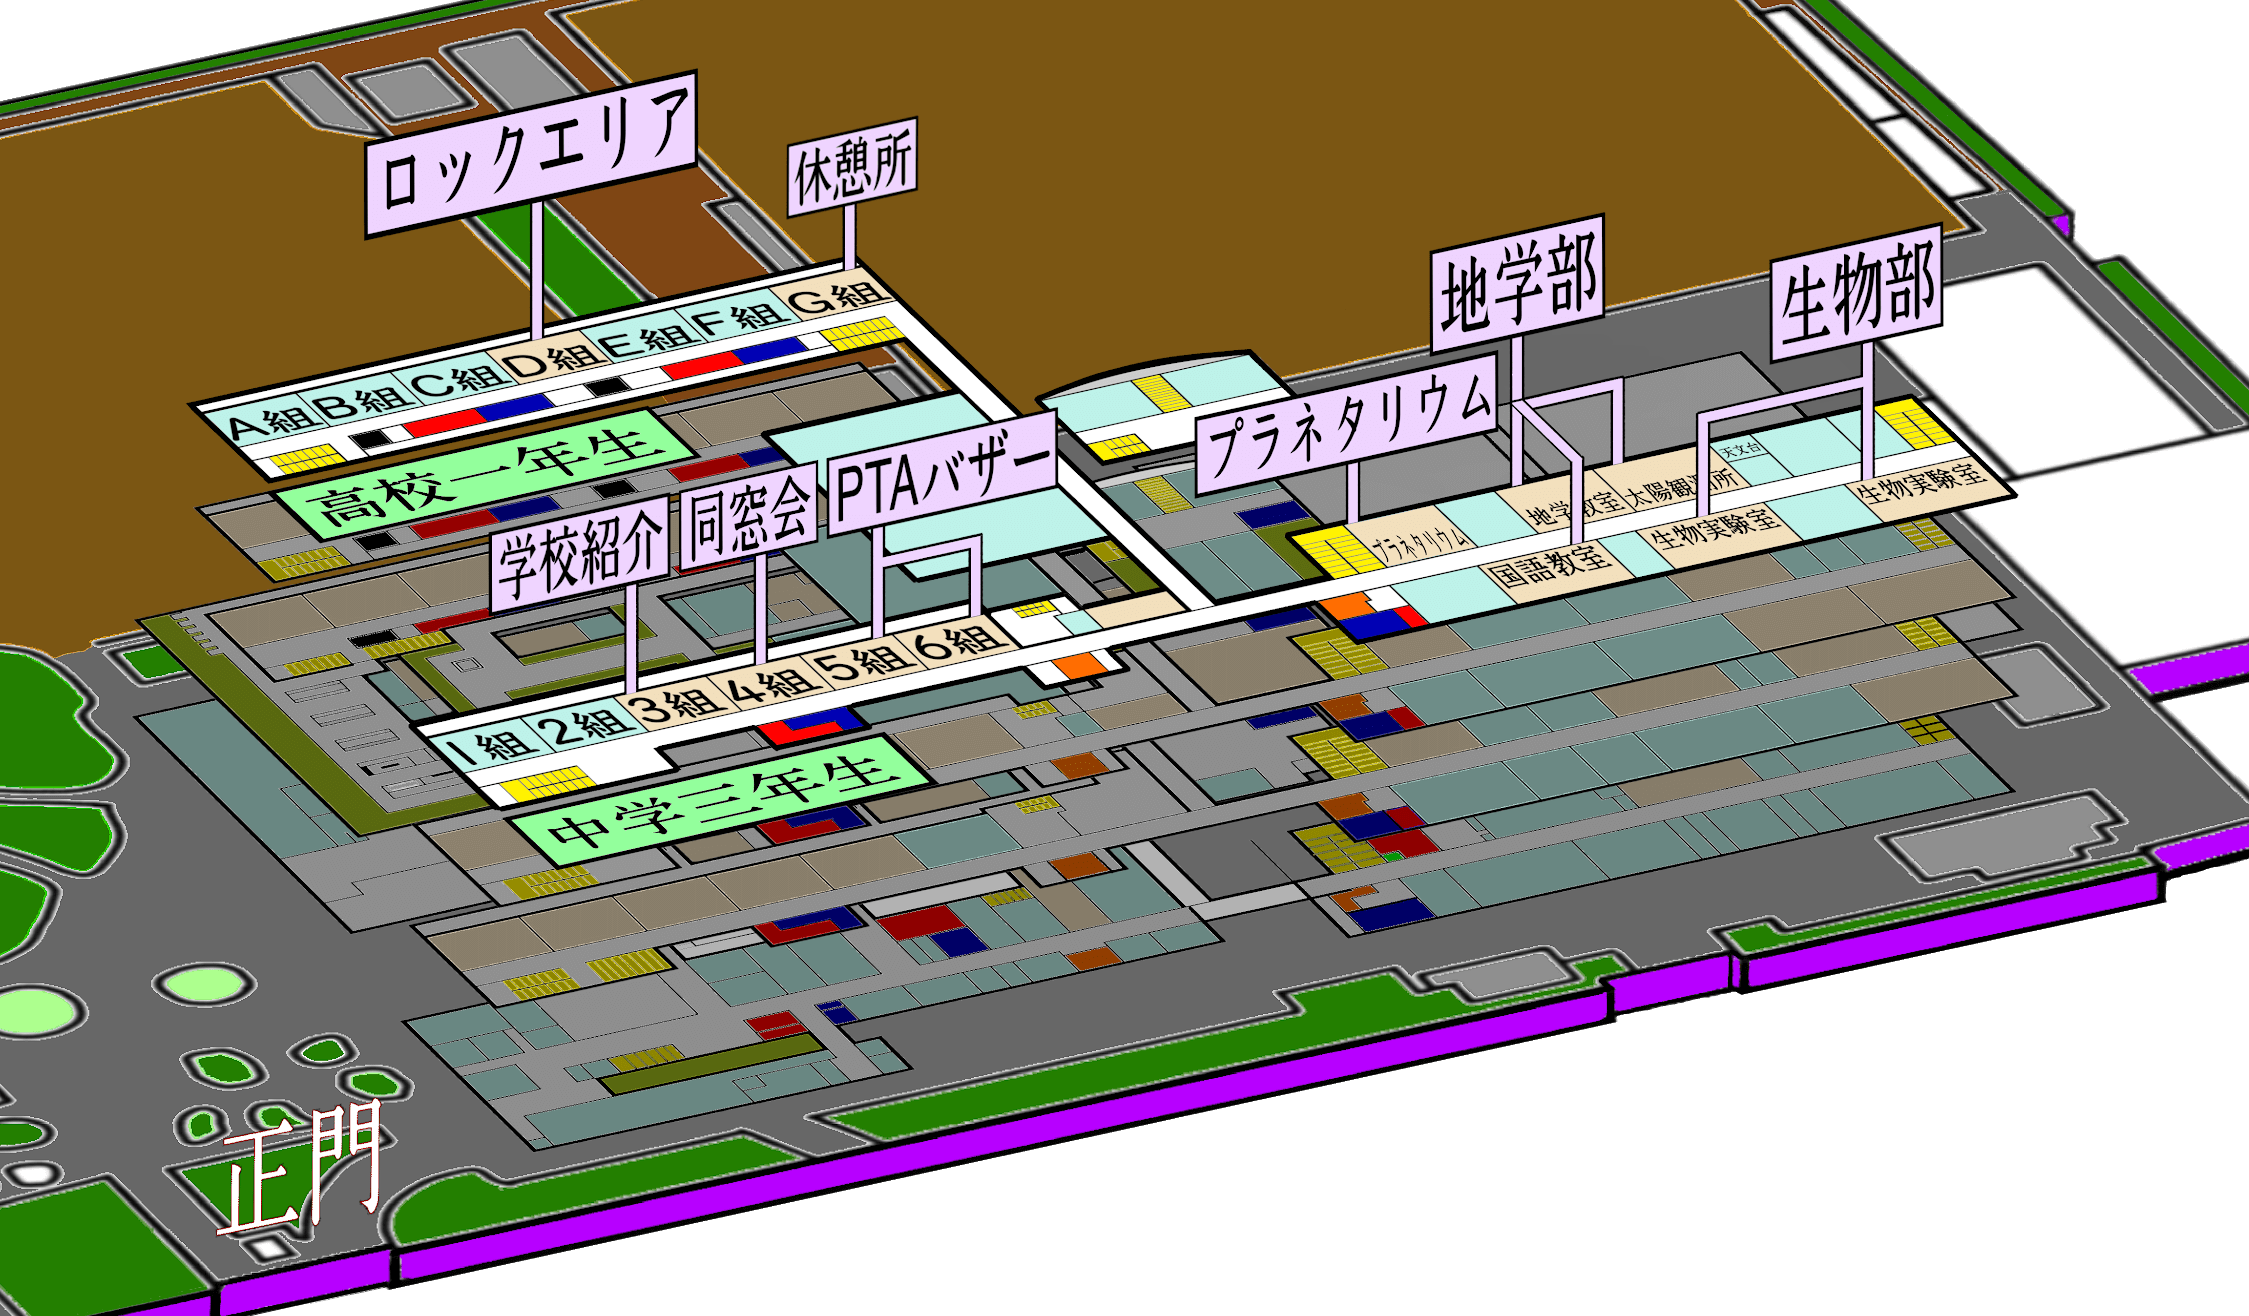 ロックエリア
休憩所
地学部
生物部
プラネタリウム
PTAバザー
同窓会
学校紹介
A組
B組
C組
D組
E組
F組
G組
高校一年生
プラネタリウム
地学教室
太陽観測所
天文台
国語教室
生物実験室
生物実験室
1組
2組
3組
4組
5組
6組
中学三年生
正門